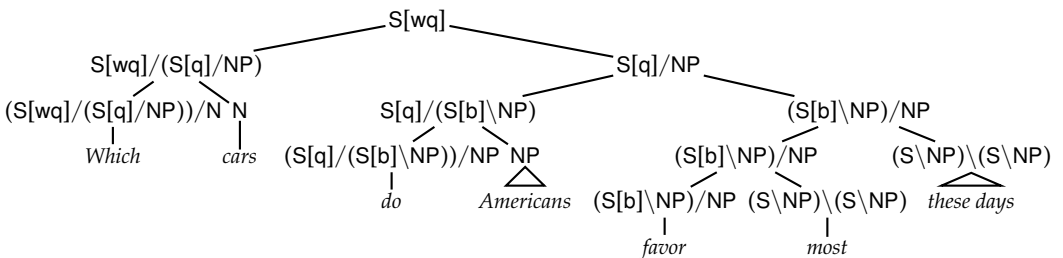 S[wq]
S[wq]/(S[q]/NP) S[q]/NP
(S[wq]/(S[q]/NP))/N N S[q]/(S[b]\NP) (S[b]\NP)/NP
Which cars (S[q]/(S[b]\NP))/NP NP (S[b]\NP)/NP (S\NP)\(S\NP)
do Americans (S[b]\NP)/NP (S\NP)\(S\NP) these days
favor most